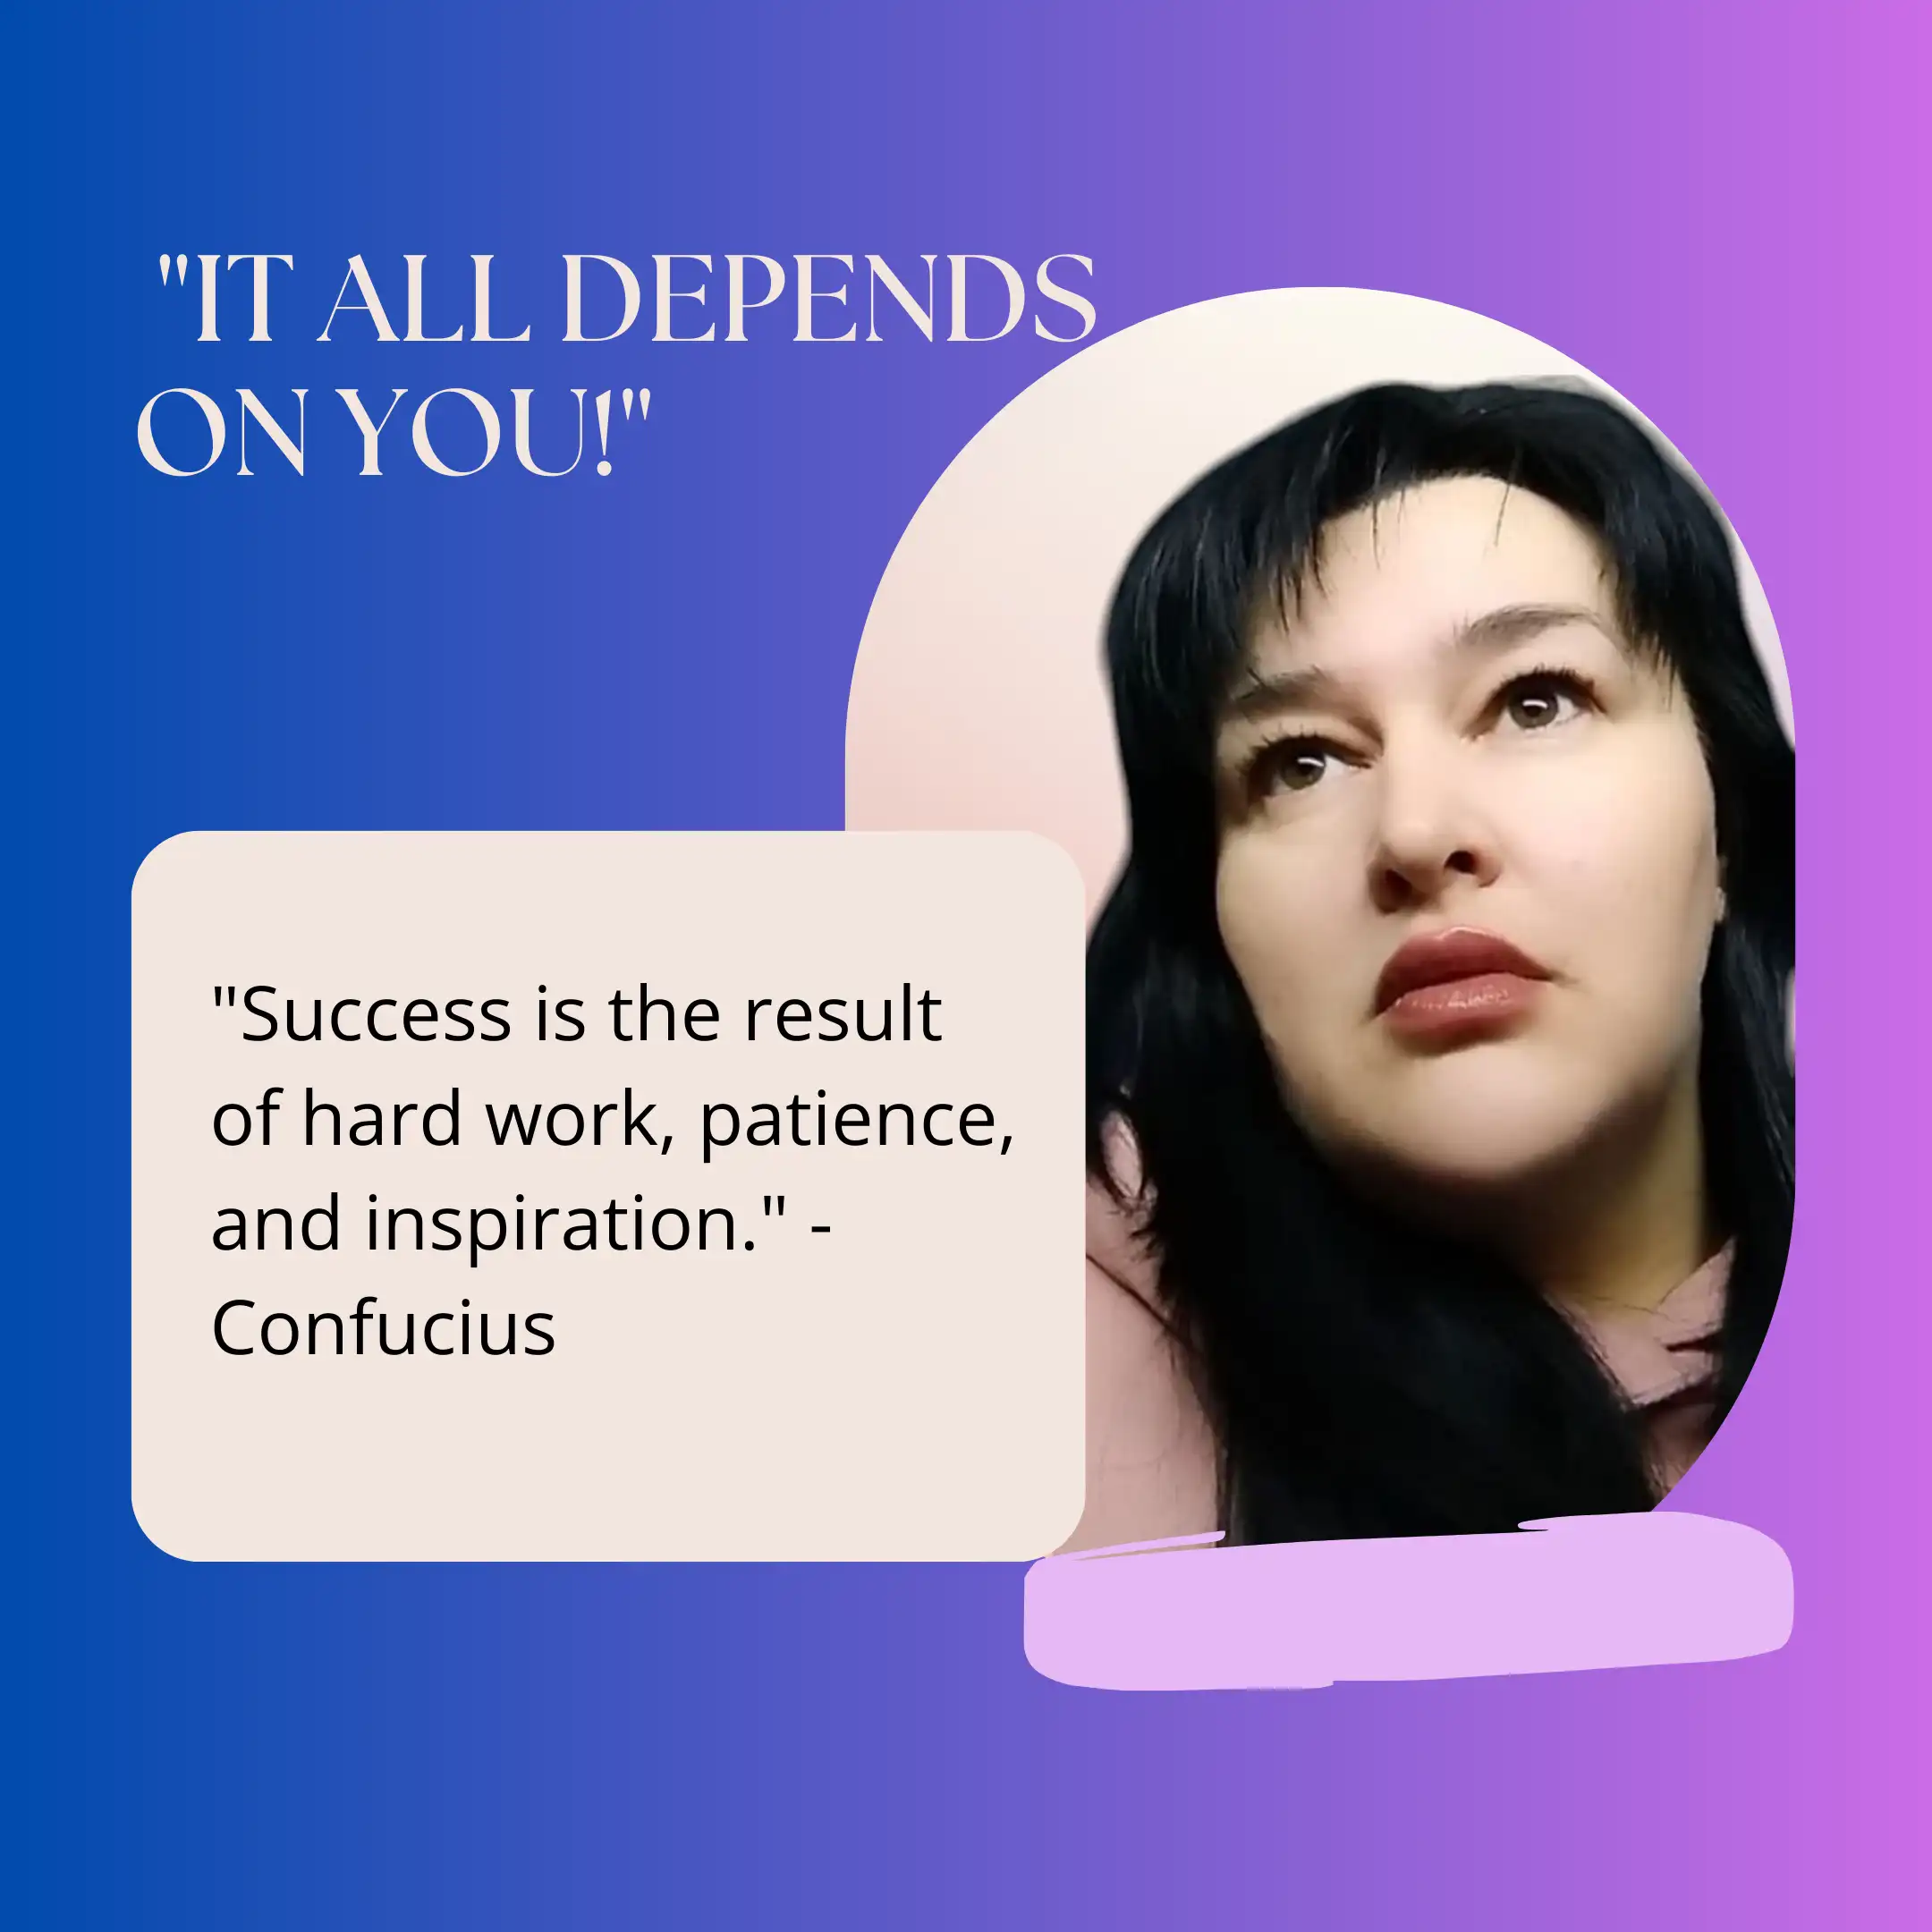 "IT ALL DEPENDS
ON YOU!"
"Success is the result
of hard work, patience,
and inspiration." -
Confucius